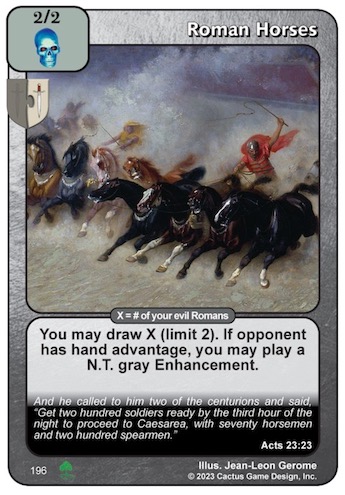 2/2
Roman Horses
X = # of your evil Romans
You may draw X (limit 2). If opponent
has hand advantage, you may play a
N.T. gray Enhancement.
And he called to him two of the centurions and said,
"Get two hundred soldiers ready by the third hour of
the night to proceed to Caesarea, with seventy horsemen
and two hundred spearmen."
Acts 23:23
196
Illus. Jean-Leon Gerome
© 2023 Cactus Game Design, Inc.